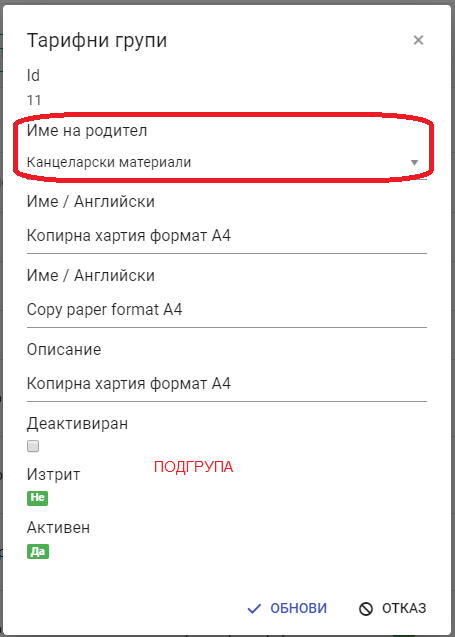 Тарифни групи
Id
11
Име на родител
Канцеларски материали
Име / Английски
Копирна хартия формат А4
Име / Английски
Copy paper format A4
Описание
Копирна хартия формат А4
Деактивиран
ПОДГРУПА
Изтрит
Не
Активен
Да
ОБНОВИ ОТКАЗ